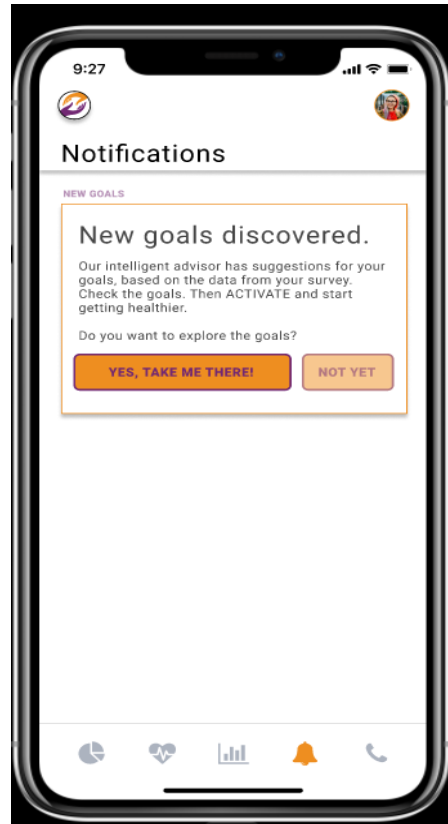 9:27
Notifications
NEW GOALS
New goals discovered.
Our intelligent advisor has suggestions for your
goals, based on the data from your survey.
Check the goals. Then ACTIVATE and start
getting healthier.
Do you want to explore the goals?
YES, TAKE ME THERE!
NOT YET